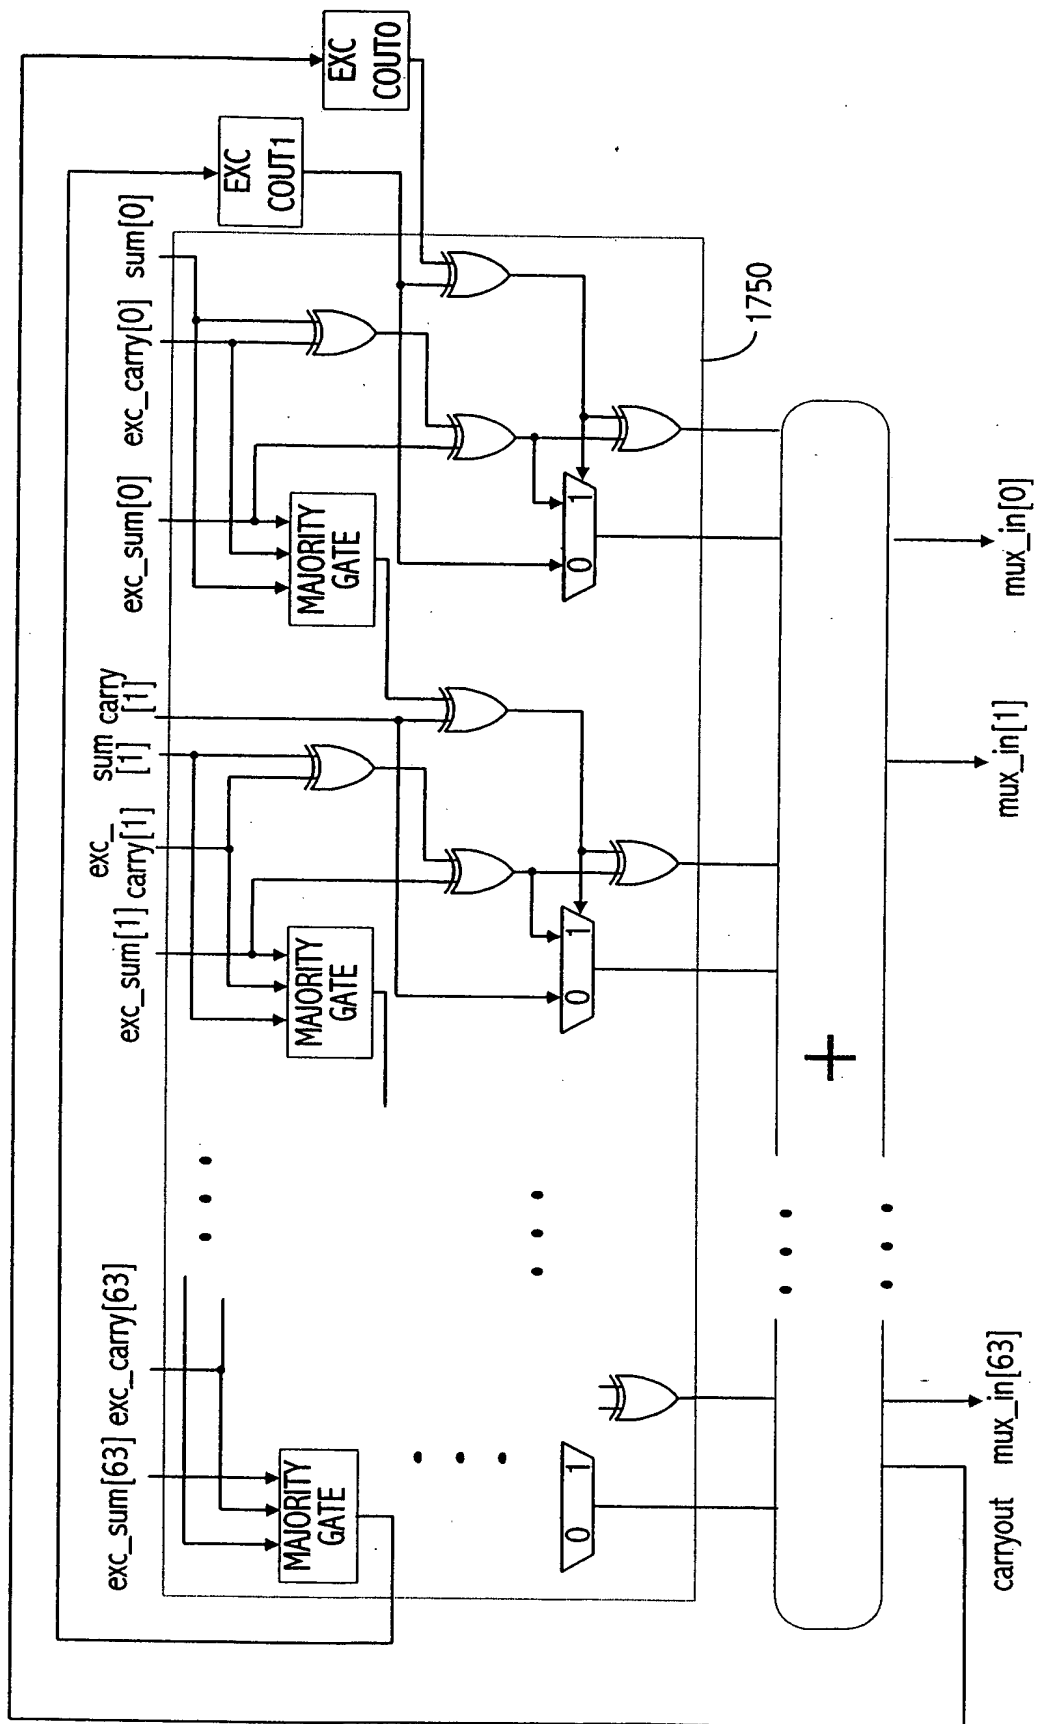 EXC
COUT0
EXC
COUT1
exc_sum[63]
exc_carry[63]
exc_sum[1]
exc_
carry[1]
sum
[1]
carry
[1]
exc_sum[0]
exc_carry[0]
sum[0]
MAJORITY
GATE
MAJORITY
GATE
MAJORITY
GATE
0 1
0 1
0 1
1750
+
carryout
mux_in[63]
mux_in[1]
mux_in[0]